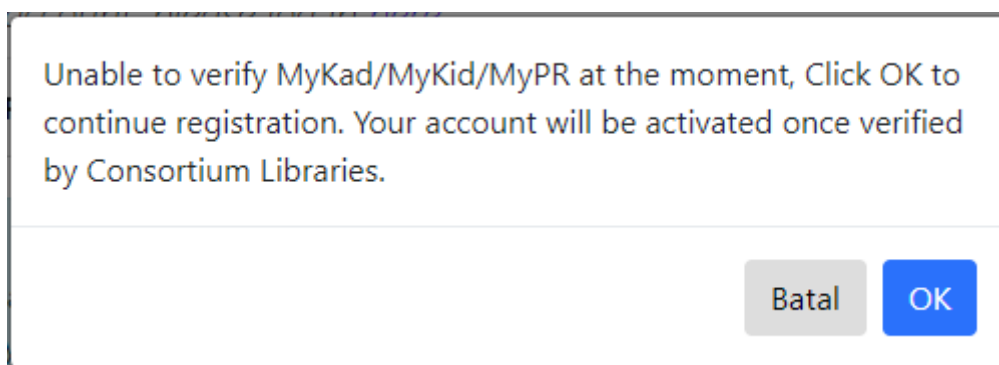 Unable to verify MyKad/MyKid/MyPR at the moment, Click OK to
continue registration. Your account will be activated once verified
by Consortium Libraries.
Batal OK